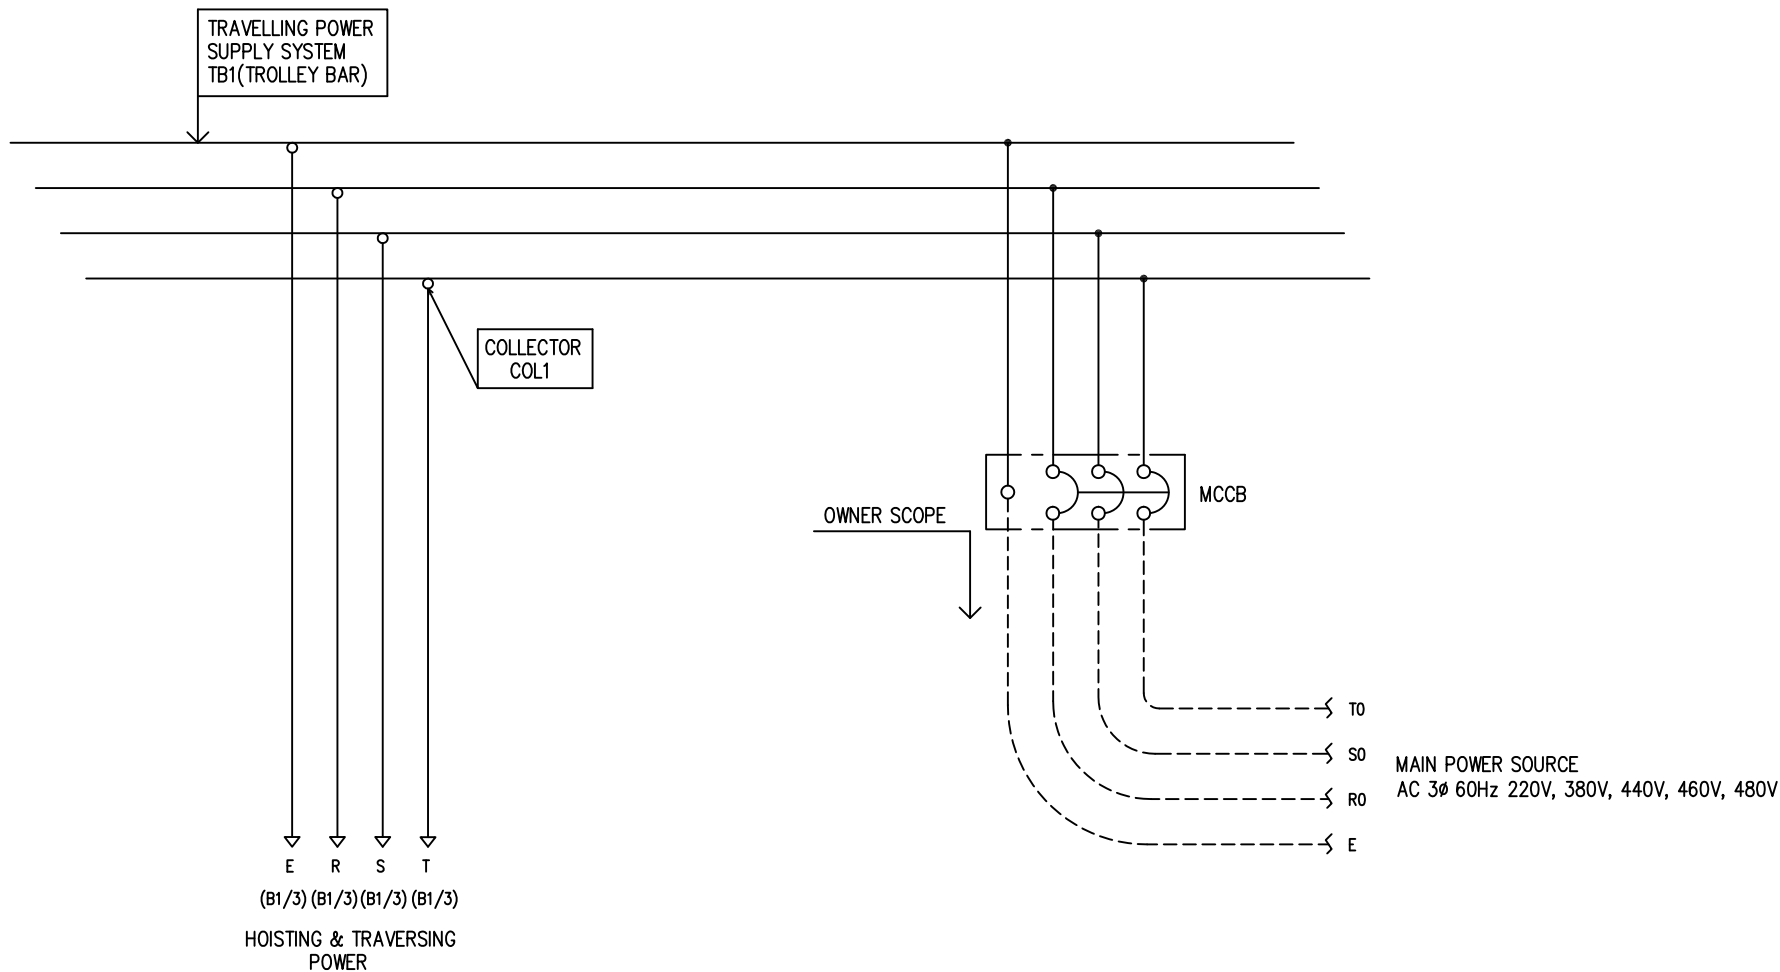 TRAVELLING POWER
SUPPLY SYSTEM
TB1(TROLLEY BAR)
COLLECTOR
COL1
MCCB
OWNER SCOPE
T0
S0
MAIN POWER SOURCE
AC 3ø 60Hz 220V, 380V, 440V, 460V, 480V
R0
E
E R S T
(B1/3) (B1/3) (B1/3) (B1/3)
HOISTING & TRAVERSING
POWER